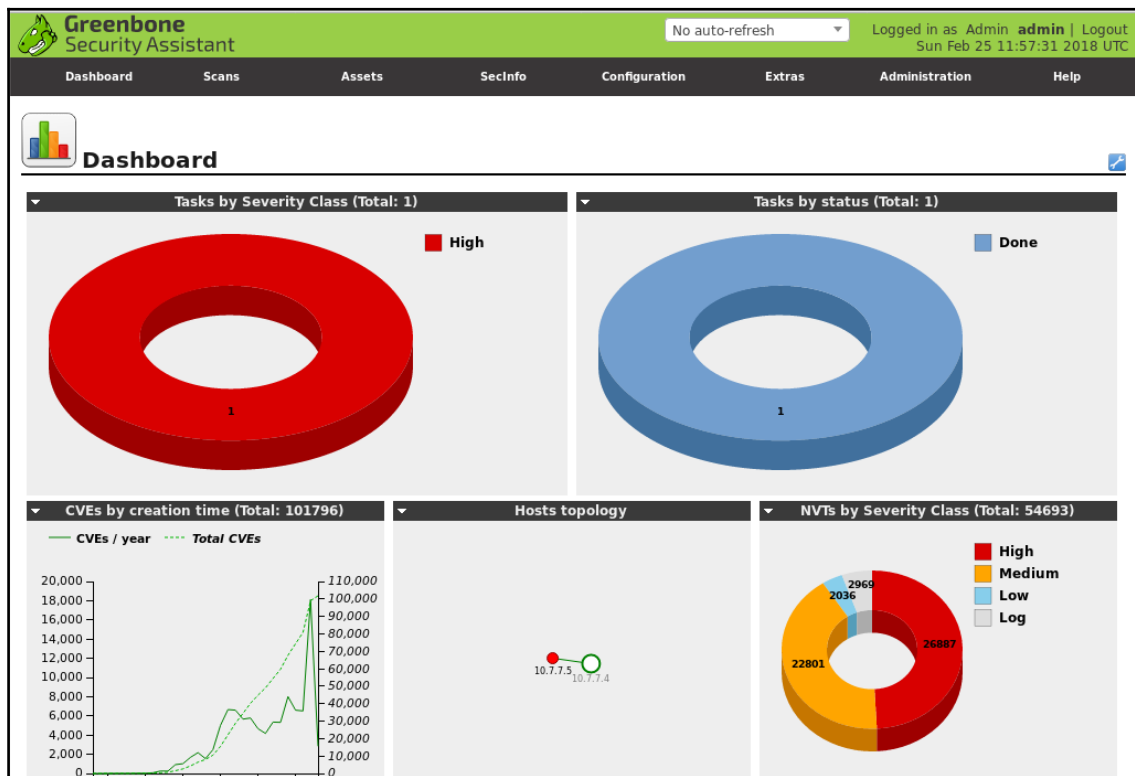 Greenbone
Security Assistant
No auto-refresh
Logged in as Admin admin | Logout
Sun Feb 25 11:57:31 2018 UTC
Dashboard Scans Assets SecInfo Configuration Extras Administration Help
Dashboard
Tasks by Severity Class (Total: 1)
High
1
Tasks by status (Total: 1)
Done
1
CVEs by creation time (Total: 101796)
CVEs / year Total CVEs
20,000
18,000
16,000
14,000
12,000
10,000
8,000
6,000
4,000
2,000
0
110,000
100,000
90,000
80,000
70,000
60,000
50,000
40,000
30,000
20,000
10,000
0
Hosts topology
10.7.7.5
10.7.7.4
NVTs by Severity Class (Total: 54693)
High
Medium
Low
Log
2969
2036
26887
22801